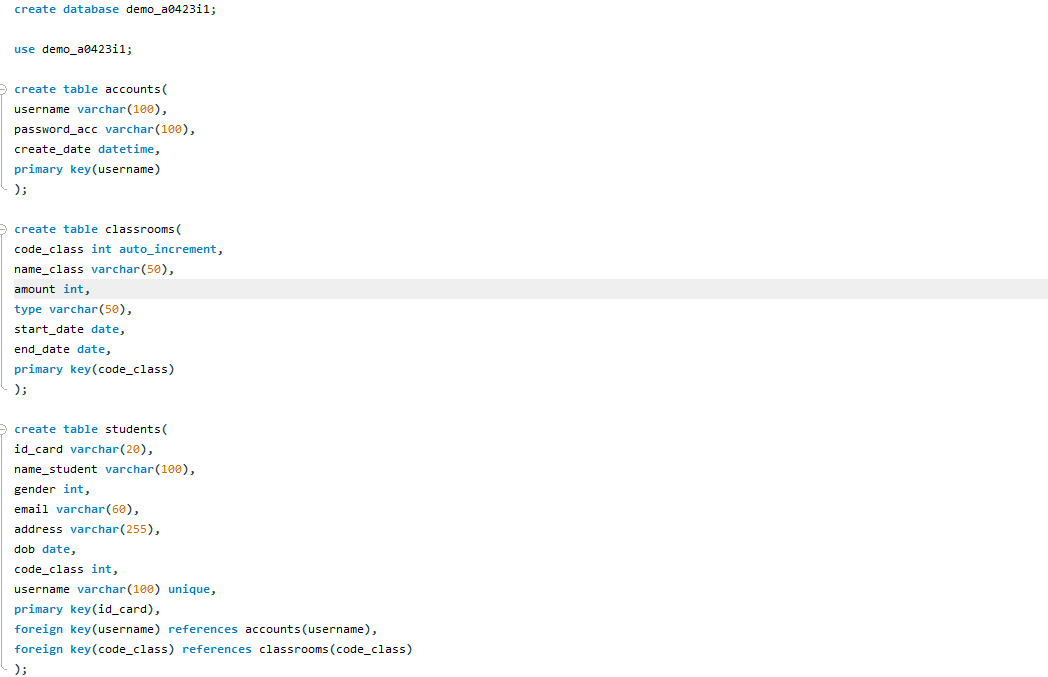 create database demo_a0423i1;
use demo_a0423i1;
create table accounts(
username varchar(100),
password_acc varchar(100),
create_date datetime,
primary key(username)
);
create table classrooms(
code_class int auto_increment,
name_class varchar(50),
amount int,
type varchar(50),
start_date date,
end_date date,
primary key(code_class)
);
create table students(
id_card varchar(20),
name_student varchar(100),
gender int,
email varchar(60),
address varchar(255),
dob date,
code_class int,
username varchar(100) unique,
primary key(id_card),
foreign key(username) references accounts(username),
foreign key(code_class) references classrooms(code_class)
);